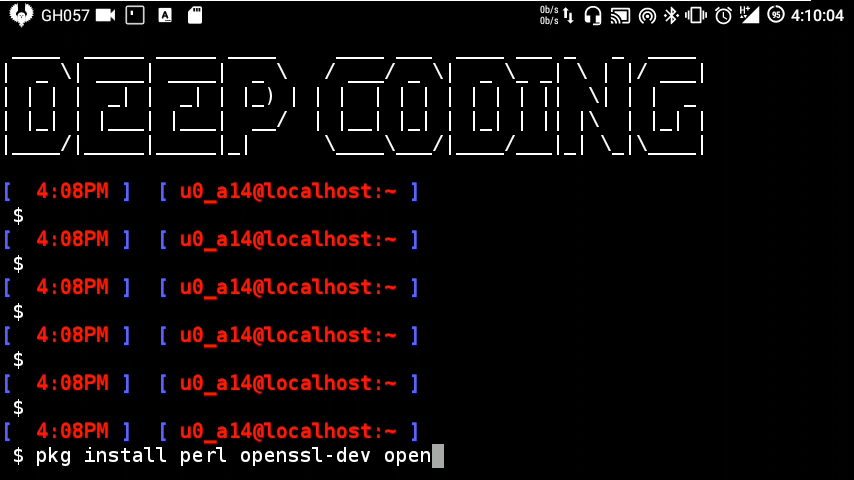 GH057 A 0b/s 0b/s H+ 95 4:10:04
DEEP CODING
[ 4:08PM ] [ u0_a14@localhost:~ ]
$
[ 4:08PM ] [ u0_a14@localhost:~ ]
$
[ 4:08PM ] [ u0_a14@localhost:~ ]
$
[ 4:08PM ] [ u0_a14@localhost:~ ]
$
[ 4:08PM ] [ u0_a14@localhost:~ ]
$
[ 4:08PM ] [ u0_a14@localhost:~ ]
$ pkg install perl openssl-dev open